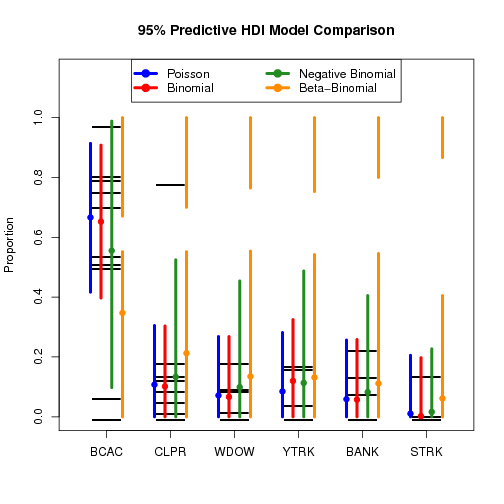 95% Predictive HDI Model Comparison
Poisson
Binomial
Negative Binomial
Beta−Binomial
Proportion
1.0
0.8
0.6
0.4
0.2
0.0
BCAC CLPR WDOW YTRK BANK STRK